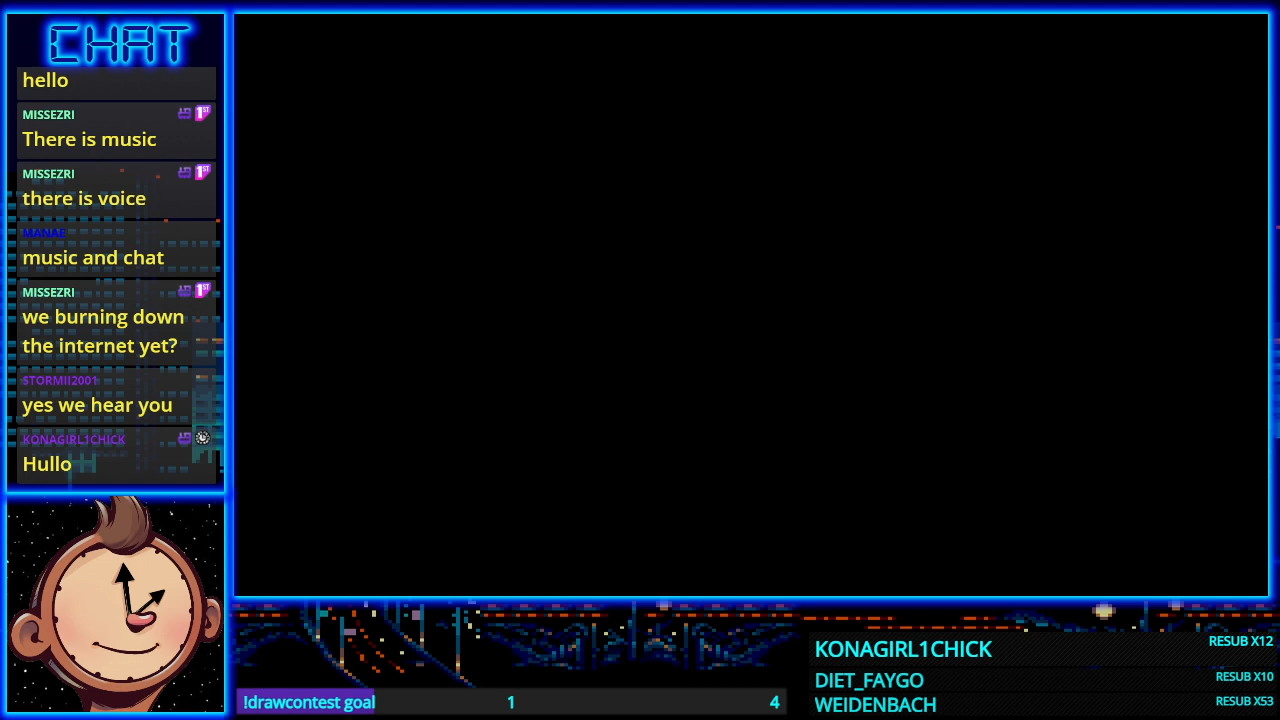 CHAT
hello
MISSEZRI
There is music
MISSEZRI
there is voice
MANAE
music and chat
MISSEZRI
we burning down
the internet yet?
STORMII2001
yes we hear you
KONAGIRL1CHICK
Hullo
!drawcontest goal 1 4
KONAGIRL1CHICK RESUB X12
DIET_FAYGO RESUB X10
WEIDENBACH RESUB X53